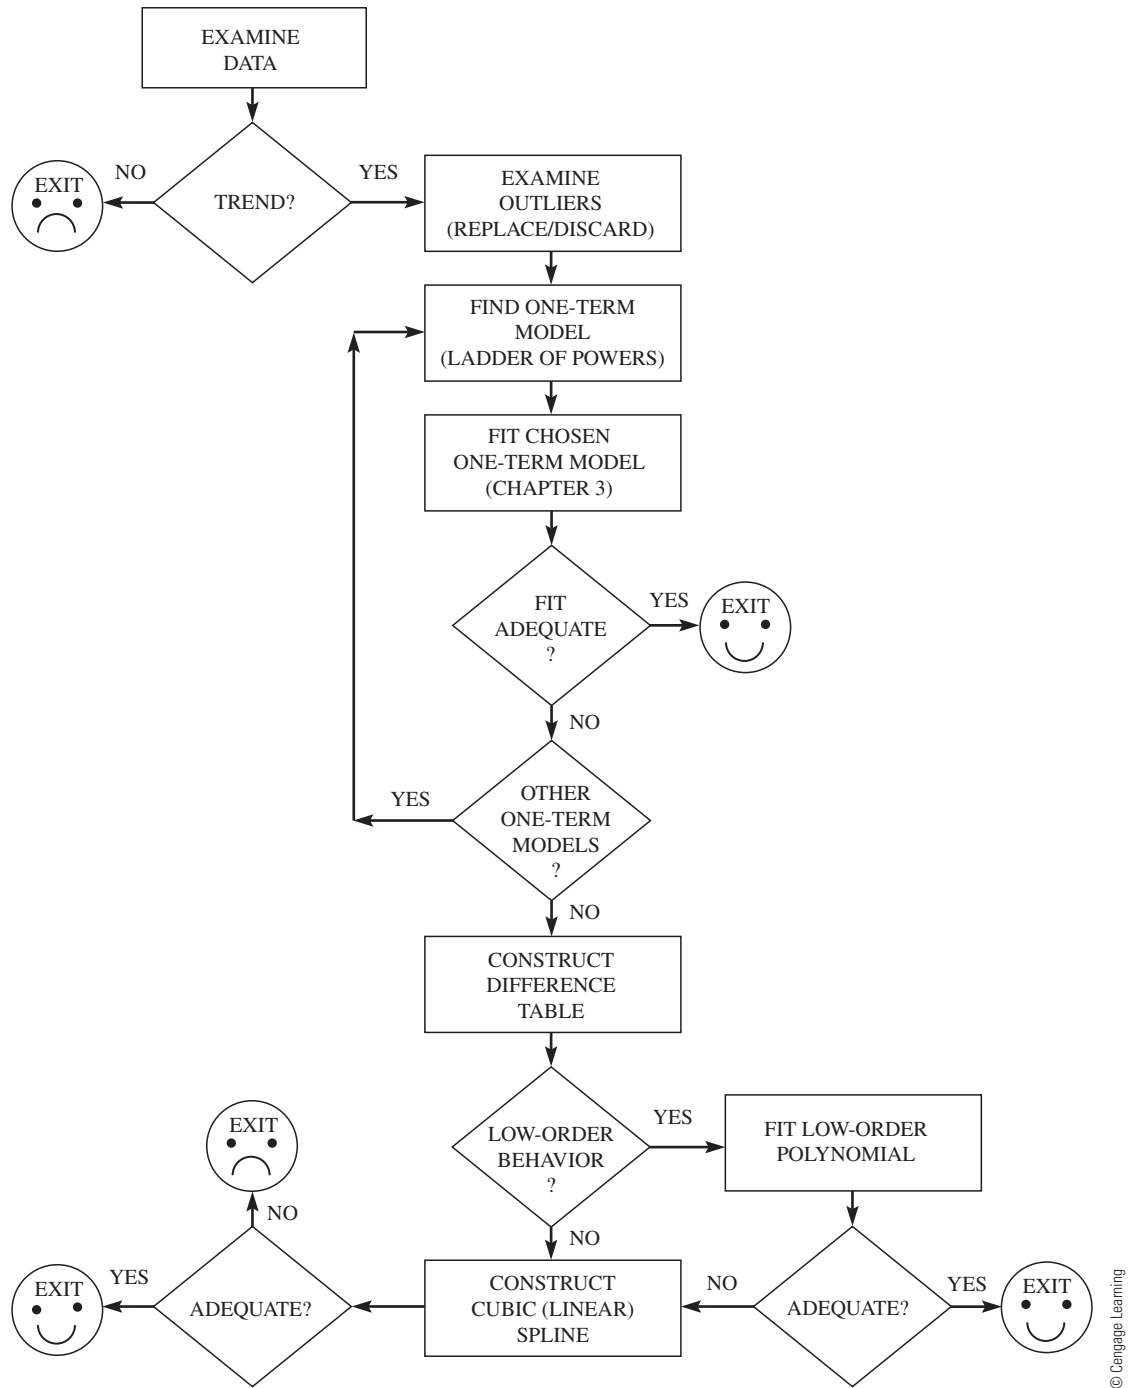 EXAMINE
DATA
TREND?
NO
EXIT
YES
EXAMINE
OUTLIERS
(REPLACE/DISCARD)
FIND ONE-TERM
MODEL
(LADDER OF POWERS)
FIT CHOSEN
ONE-TERM MODEL
(CHAPTER 3)
FIT
ADEQUATE
?
YES
EXIT
NO
OTHER
ONE-TERM
MODELS
?
YES
NO
CONSTRUCT
DIFFERENCE
TABLE
LOW-ORDER
BEHAVIOR
?
YES
FIT LOW-ORDER
POLYNOMIAL
NO
ADEQUATE?
YES
EXIT
NO
CONSTRUCT
CUBIC (LINEAR)
SPLINE
ADEQUATE?
NO
EXIT
YES
EXIT
© Cengage Learning